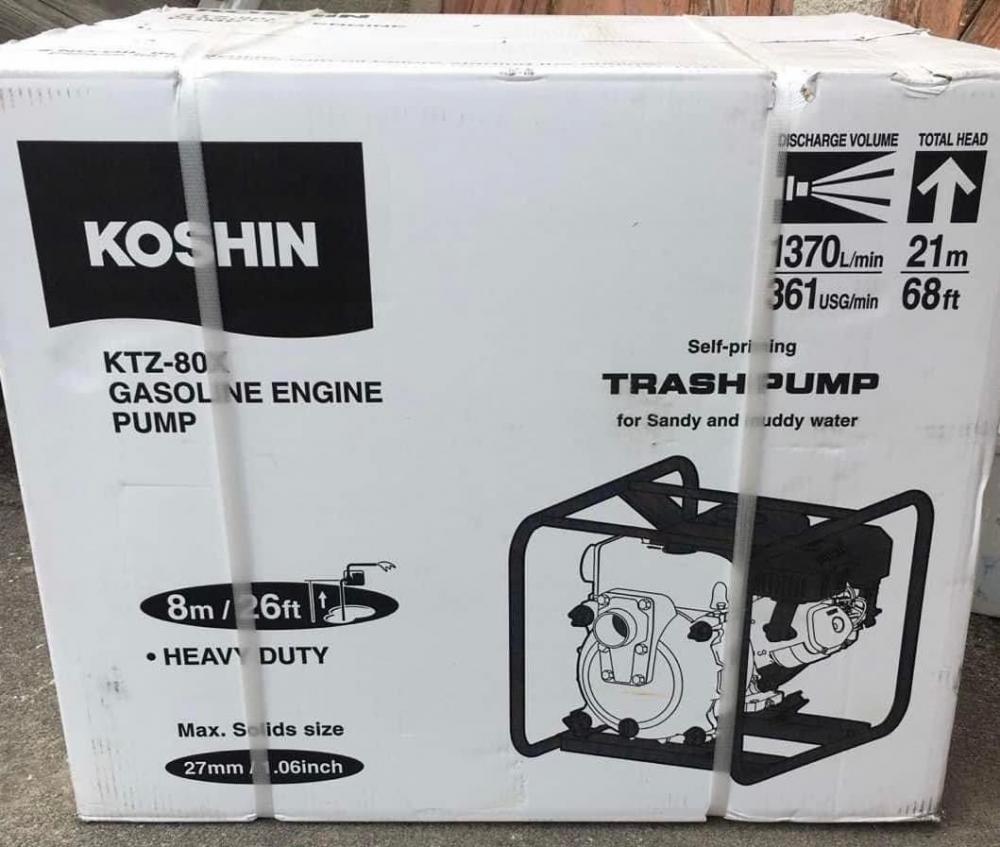 KOSHIN
KTZ-80X
GASOLINE ENGINE
PUMP
8m / 26ft
• HEAVY DUTY
Max. Solids size
27mm / 1.06inch
DISCHARGE VOLUME
TOTAL HEAD
1370L/min
21m
361USG/min
68ft
Self-priming
TRASH PUMP
for Sandy and muddy water